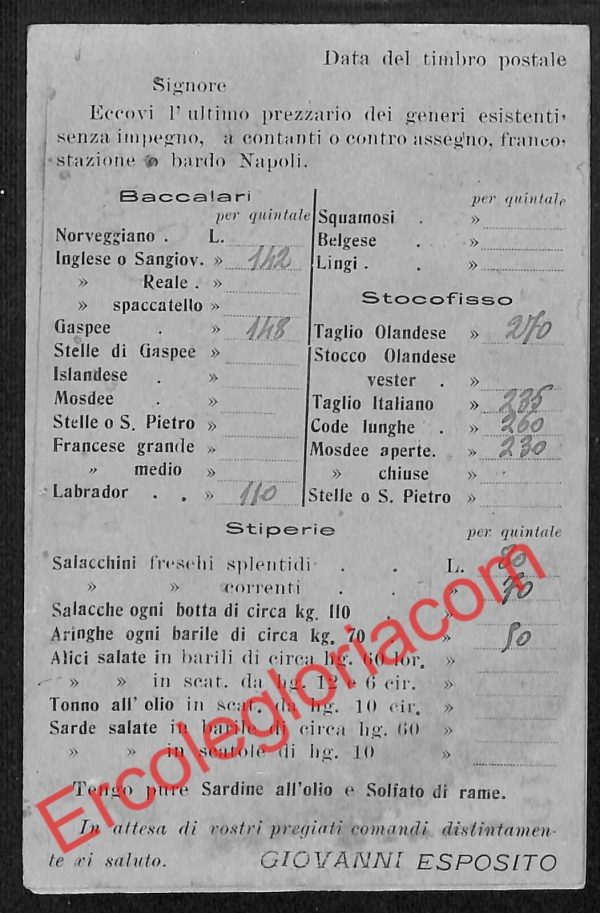 Data del timbro postale
Signore
Eccovi l'ultimo prezzario dei generi esistenti,
senza impegno, a contanti o contro assegno, franco,
stazione o bardo Napoli.
Baccalari
per quintale
Norveggiano . L.
Inglese o Sangiov. » 142
» Reale . »
» spaccatello »
Gaspee . » 148
Stelle di Gaspee »
Islandese . »
Mosdee . »
Stelle o S. Pietro »
Francese grande »
» medio »
Labrador . . » 110
per quintale
Squamosi . »
Belgese . »
Lingi . . »
Stocofisso
Taglio Olandese » 270
Stocco Olandese
vester . »
Taglio Italiano » 235
Code lunghe . » 260
Mosdee aperte. » 230
» chiuse »
Stelle o S. Pietro »
Stiperie
per quintale
Salacchini freschi splentidi . . L. 80
» » correnti . . » 70
Salacche ogni botta di circa kg. 110 . »
Aringhe ogni barile di circa kg. 70 » 50
Alici salate in barili di circa hg. 60 lor. »
» » in scat. da hg. 12 e 6 cir. »
Tonno all'olio in scat. da hg. 10 cir. »
Sarde salate in barile di circa hg. 60 »
» » in scatole di hg. 10 »
Tengo pure Sardine all'olio e Solfato di rame.
In attesa di vostri pregiati comandi distintamen-
te vi saluto. GIOVANNI ESPOSITO
Ercolegloriacom